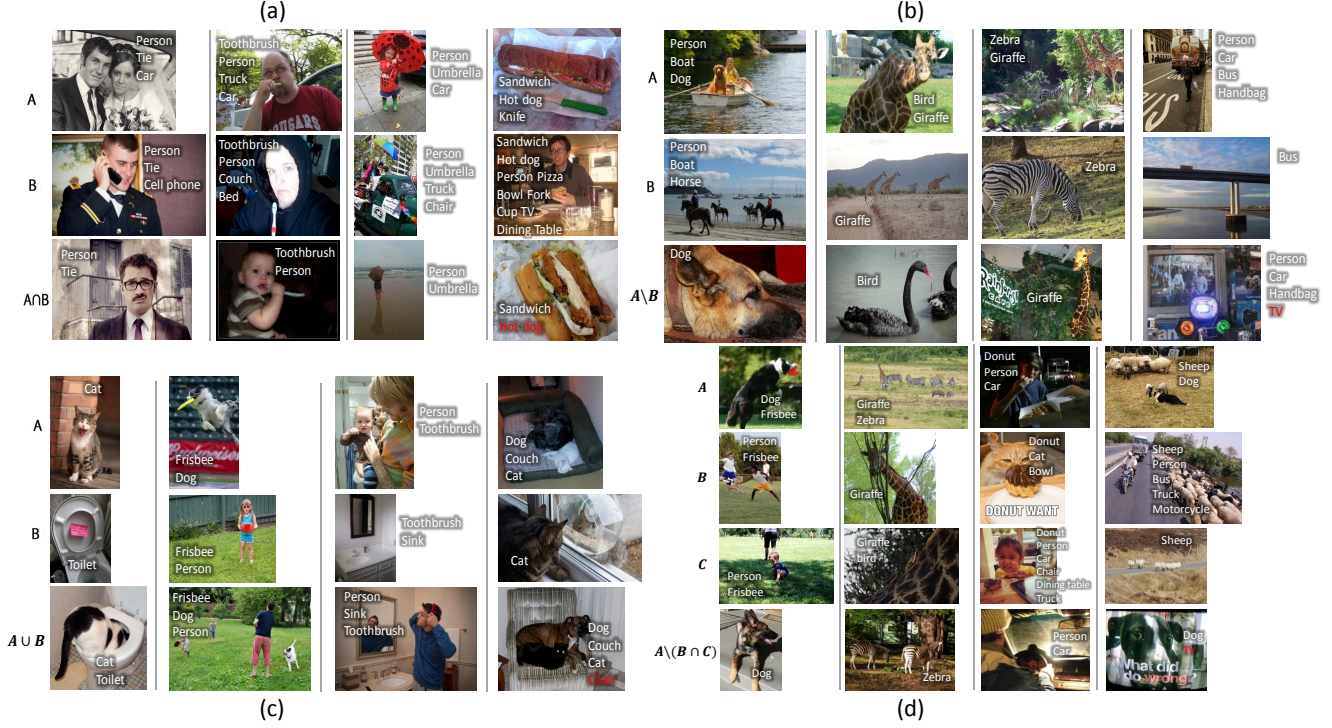 (a)
A
Person
Tie
Car
Toothbrush
Person
Truck
Car
COUGARS
Person
Umbrella
Car
Sandwich
Hot dog
Knife
B
Person
Tie
Cell phone
Toothbrush
Person
Couch
Bed
Person
Umbrella
Truck
Chair
Sandwich
Hot dog
Person Pizza
Bowl Fork
Cup TV
Dining Table
A∩B
Person
Tie
Toothbrush
Person
Person
Umbrella
Sandwich
Hot dog
(b)
A
Person
Boat
Dog
Bird
Giraffe
Zebra
Giraffe
Person
Car
Bus
Handbag
BUS
B
Person
Boat
Horse
Giraffe
Zebra
Bus
A\B
Dog
Bird
Giraffe
Rainforest
Cafe
Person
Car
Handbag
TV
A
Cat
Frisbee
Dog
Budweiser
Person
Toothbrush
Dog
Couch
Cat
B
Toilet
Frisbee
Person
Toothbrush
Sink
Cat
A ∪ B
Cat
Toilet
Frisbee
Dog
Person
Person
Sink
Toothbrush
Dog
Couch
Cat
Chair
(c)
A
Dog
Frisbee
Giraffe
Zebra
Donut
Person
Car
Sheep
Dog
B
Person
Frisbee
Giraffe
Donut
Cat
Bowl
DONUT WANT
Sheep
Person
Bus
Truck
Motorcycle
C
Person
Frisbee
Giraffe
bird
Donut
Person
Car
Chair
Dining table
Truck
Sheep
A\(B ∩ C)
Dog
Zebra
Person
Car
Dog
TV
What did
do wrong?
(d)